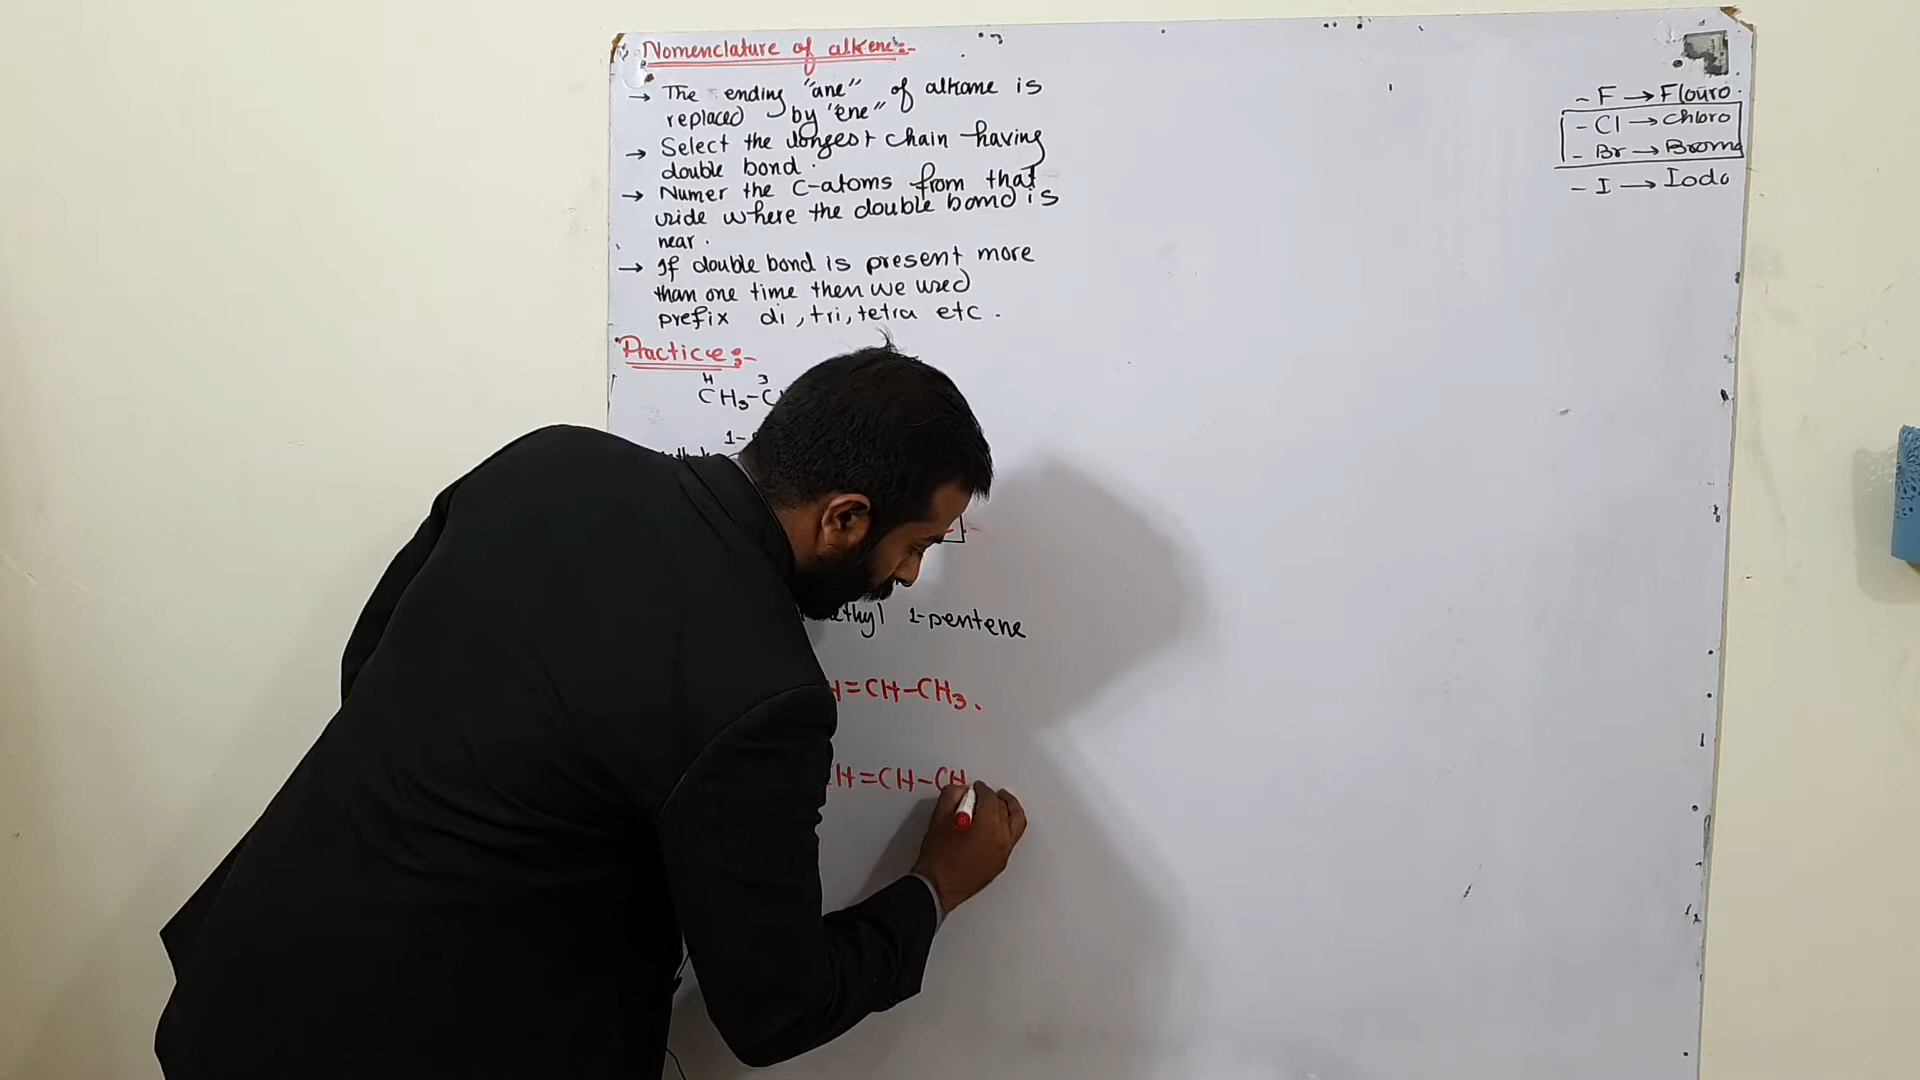 Nomenclature of alkene:-
→ The ending "ane" of alkane is
replaced by "ene"
→ Select the longest chain having
double bond.
→ Numer the C-atoms from that
side where the double bond is
near.
→ If double bond is present more
than one time then we used
prefix di, tri, tetra etc.
Practice:-
H 3
CH₃-C
1-
thyl 1-pentene
H=CH-CH₃.
H=CH-CH
- F → Flouro.
- Cl → Chloro
- Br → Bromo
- I → Iodo